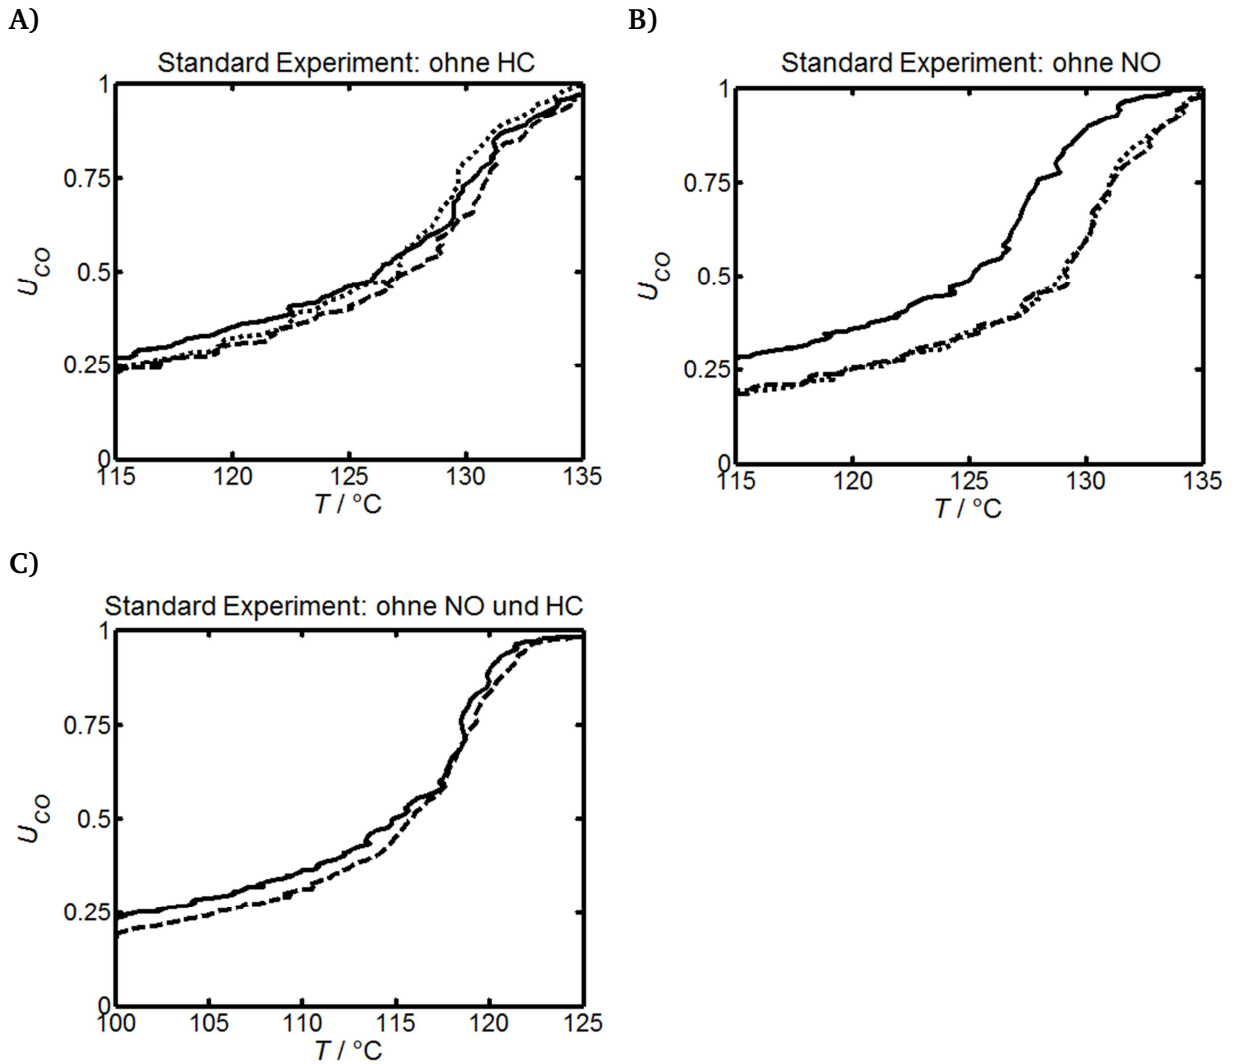 A)
Standard Experiment: ohne HC
1
0.75
0.5
0.25
0
U_CO
115 120 125 130 135
T / °C
B)
Standard Experiment: ohne NO
1
0.75
0.5
0.25
0
U_CO
115 120 125 130 135
T / °C
C)
Standard Experiment: ohne NO und HC
1
0.75
0.5
0.25
0
U_CO
100 105 110 115 120 125
T / °C